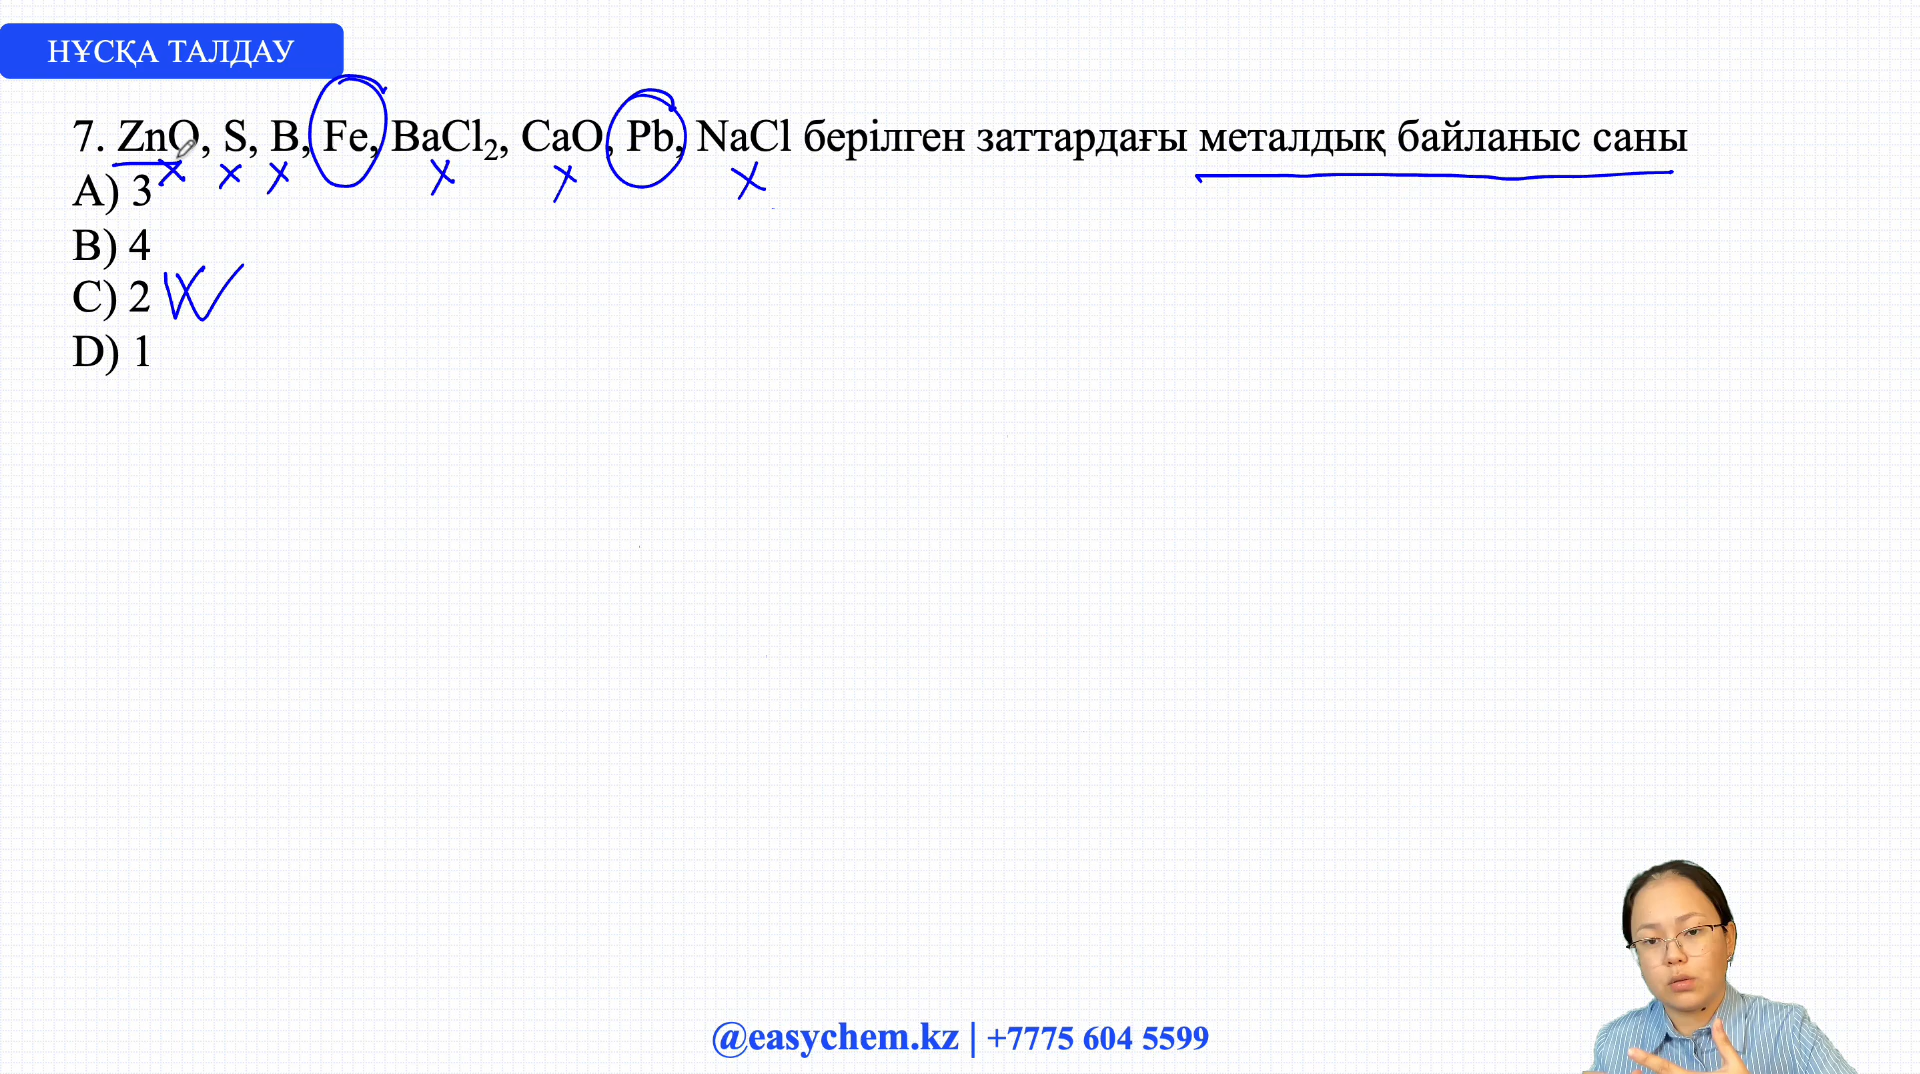 НҰСҚА ТАЛДАУ
7. ZnO, S, B, Fe, BaCl₂, CaO, Pb, NaCl берілген заттардағы металдық байланыс саны
A) 3
B) 4
C) 2
D) 1
@easychem.kz | +7775 604 5599